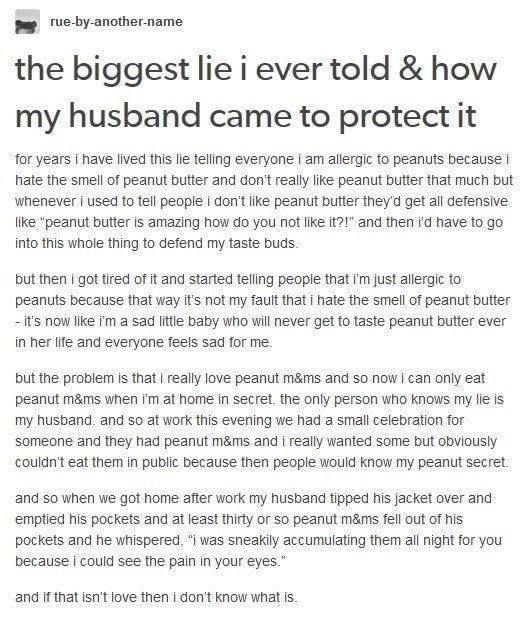 rue-by-another-name
the biggest lie i ever told & how
my husband came to protect it
for years i have lived this lie telling everyone i am allergic to peanuts because i
hate the smell of peanut butter and don't really like peanut butter that much but
whenever i used to tell people i don't like peanut butter they'd get all defensive
like “peanut butter is amazing how do you not like it?!” and then i'd have to go
into this whole thing to defend my taste buds.
but then i got tired of it and started telling people that i'm just allergic to
peanuts because that way it's not my fault that i hate the smell of peanut butter
- it's now like i'm a sad little baby who will never get to taste peanut butter ever
in her life and everyone feels sad for me.
but the problem is that i really love peanut m&ms and so now i can only eat
peanut m&ms when i'm at home in secret. the only person who knows my lie is
my husband. and so at work this evening we had a small celebration for
someone and they had peanut m&ms and i really wanted some but obviously
couldn't eat them in public because then people would know my peanut secret.
and so when we got home after work my husband tipped his jacket over and
emptied his pockets and at least thirty or so peanut m&ms fell out of his
pockets and he whispered, “i was sneakily accumulating them all night for you
because i could see the pain in your eyes.”
and if that isn't love then i don't know what is.